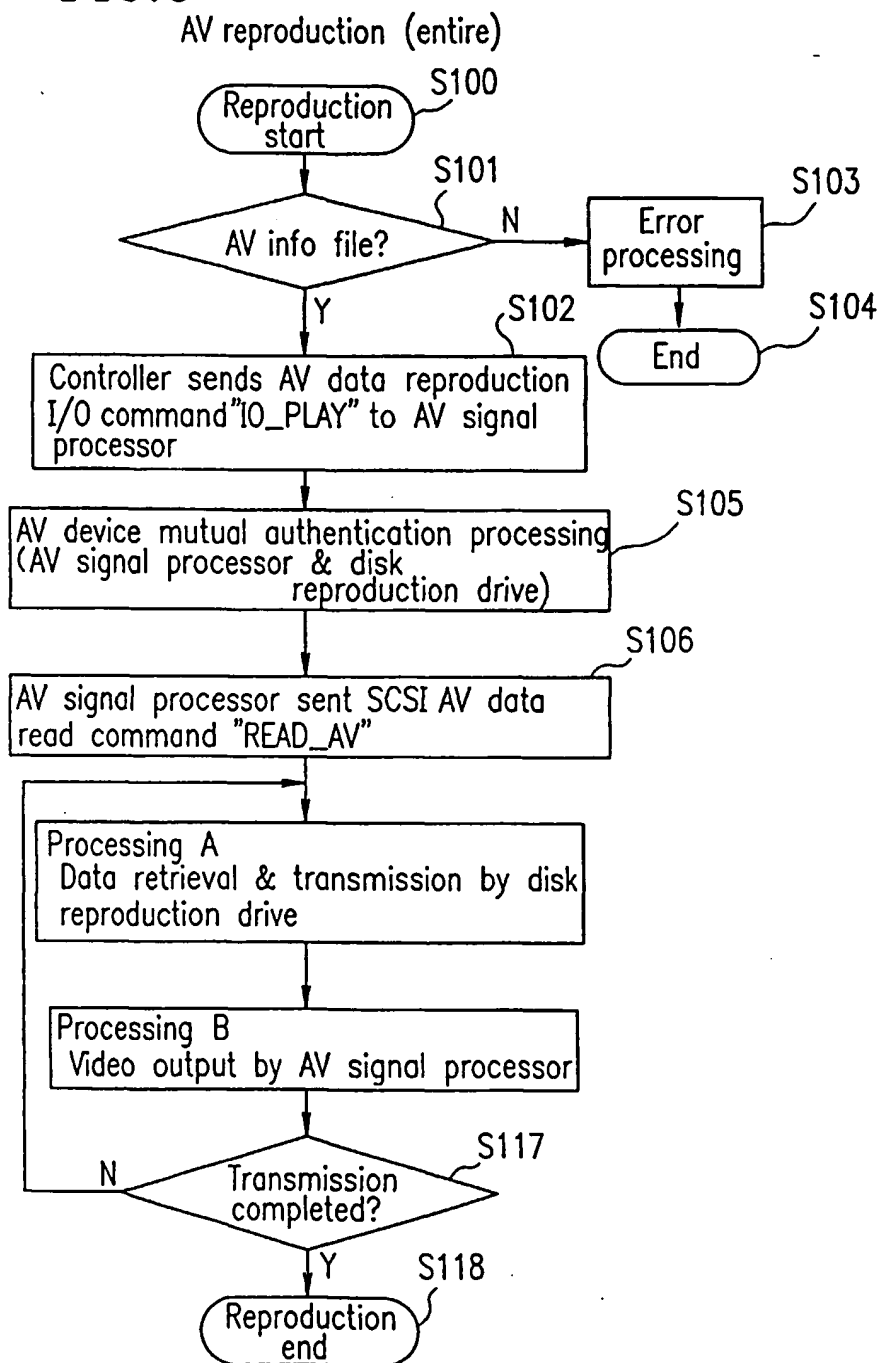 AV reproduction (entire)
S100
Reproduction
start
S101
AV info file?
N
S103
Error
processing
Y
S102
S104
End
Controller sends AV data reproduction
I/O command"IO_PLAY" to AV signal
processor
S105
AV device mutual authentication processing
(AV signal processor & disk
reproduction drive)
S106
AV signal processor sent SCSI AV data
read command "READ_AV"
Processing A
Data retrieval & transmission by disk
reproduction drive
Processing B
Video output by AV signal processor
S117
N
Transmission
completed?
Y
S118
Reproduction
end